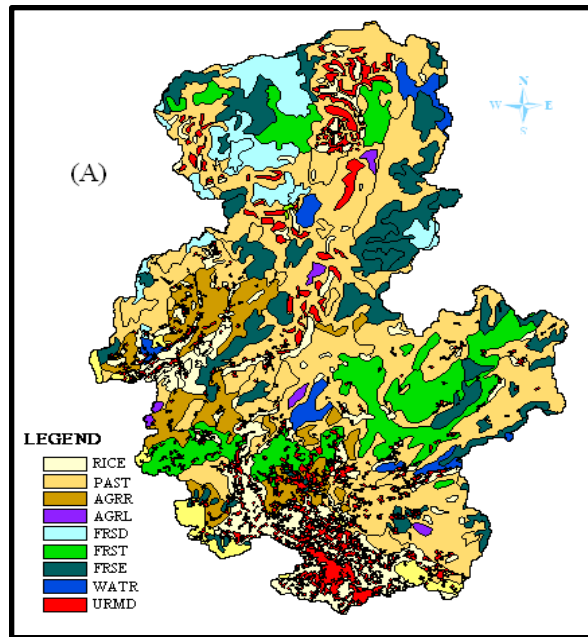 N
W E
S
(A)
LEGEND
RICE
PAST
AGRR
AGRL
FRSD
FRST
FRSE
WATR
URMD